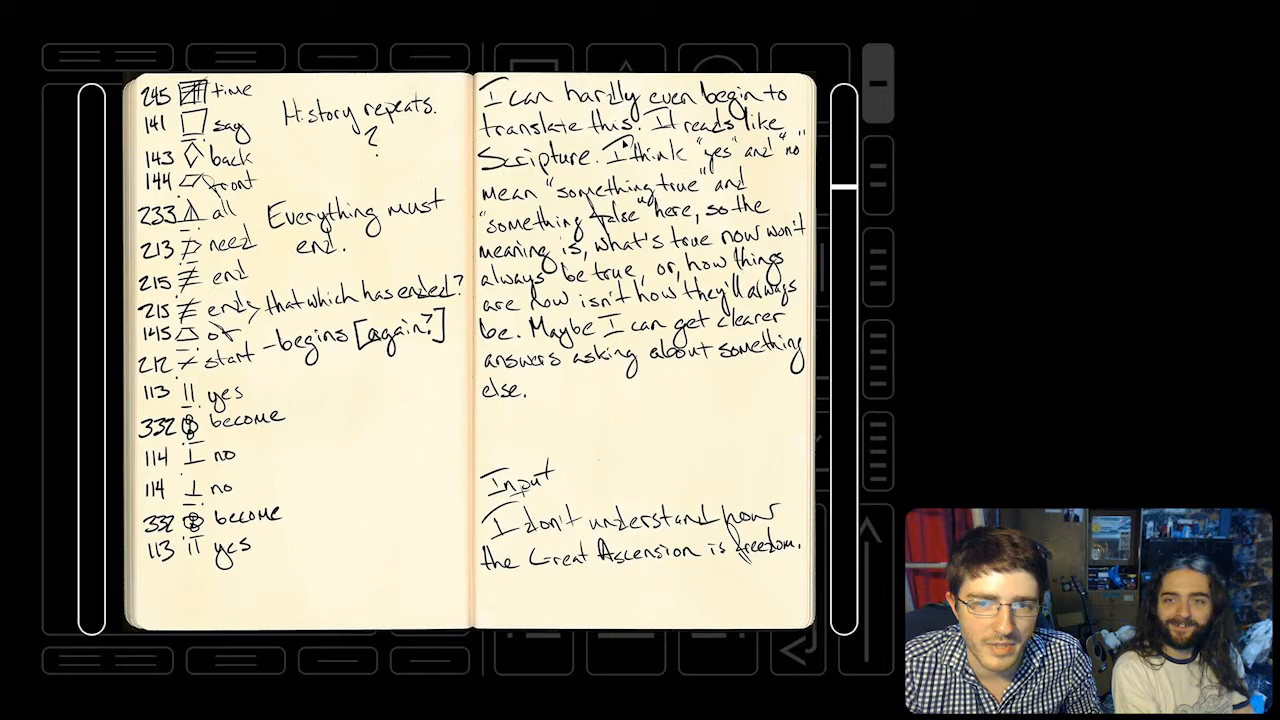 245 time
141 say
143 back
144 front
233 all
213 need
215 end
215 end > that which has ended?
145 of
212 start - begins [again?]
113 yes
332 become
114 no
114 no
332 become
113 yes
History repeats.
?
Everything must
end.
I can hardly even begin to
translate this. It reads like
Scripture. I think "yes" and "no"
mean "something true" and
"something false" here, so the
meaning is, what's true now won't
always be true, or, how things
are now isn't how they'll always
be. Maybe I can get clearer
answers asking about something
else.
Input
I don't understand how
the Great Ascension is freedom.